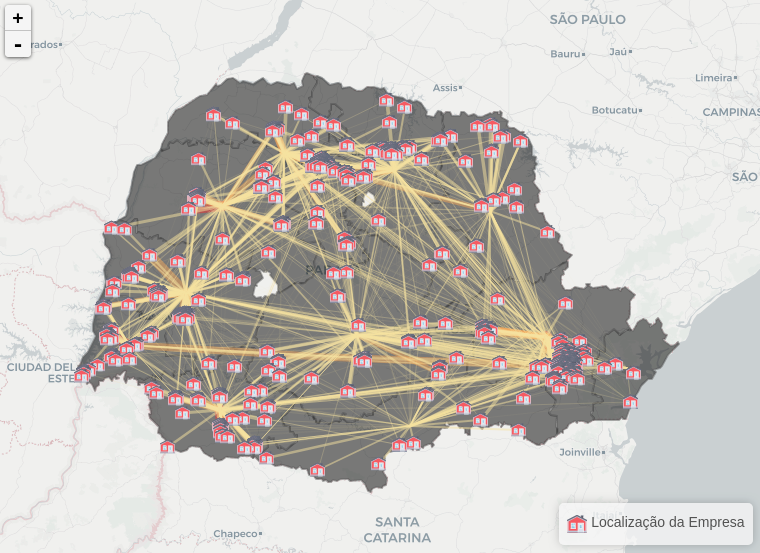 +
-
SÃO PAULO
Bauru
Jaú
rados
Assis
Limeira
Botucatu
CAMPINAS
SÃO
PA
CIUDAD DEL
ESTE
Joinville
SANTA
CATARINA
Chapeco
Localização da Empresa